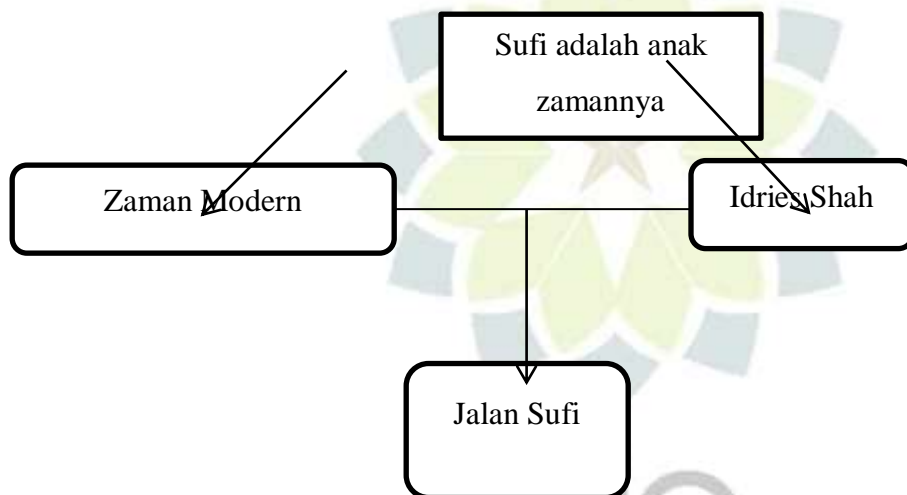 Sufi adalah anak
zamannya
Zaman Modern
Idries Shah
Jalan Sufi